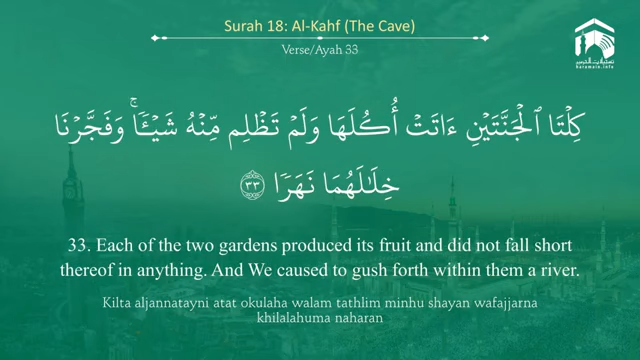 Surah 18: Al-Kahf (The Cave)
Verse/Ayah 33
haramain.info
كِلْتَا ٱلْجَنَّتَيْنِ ءَاتَتْ أُكُلَهَا وَلَمْ تَظْلِم مِّنْهُ شَيْـًٔا ۚ وَفَجَّرْنَا
خِلَـٰلَهُمَا نَهَرًا ٣٣
33. Each of the two gardens produced its fruit and did not fall short
thereof in anything. And We caused to gush forth within them a river.
Kilta aljannatayni atat okulaha walam tathlim minhu shayan wafajjarna
khilalahuma naharan